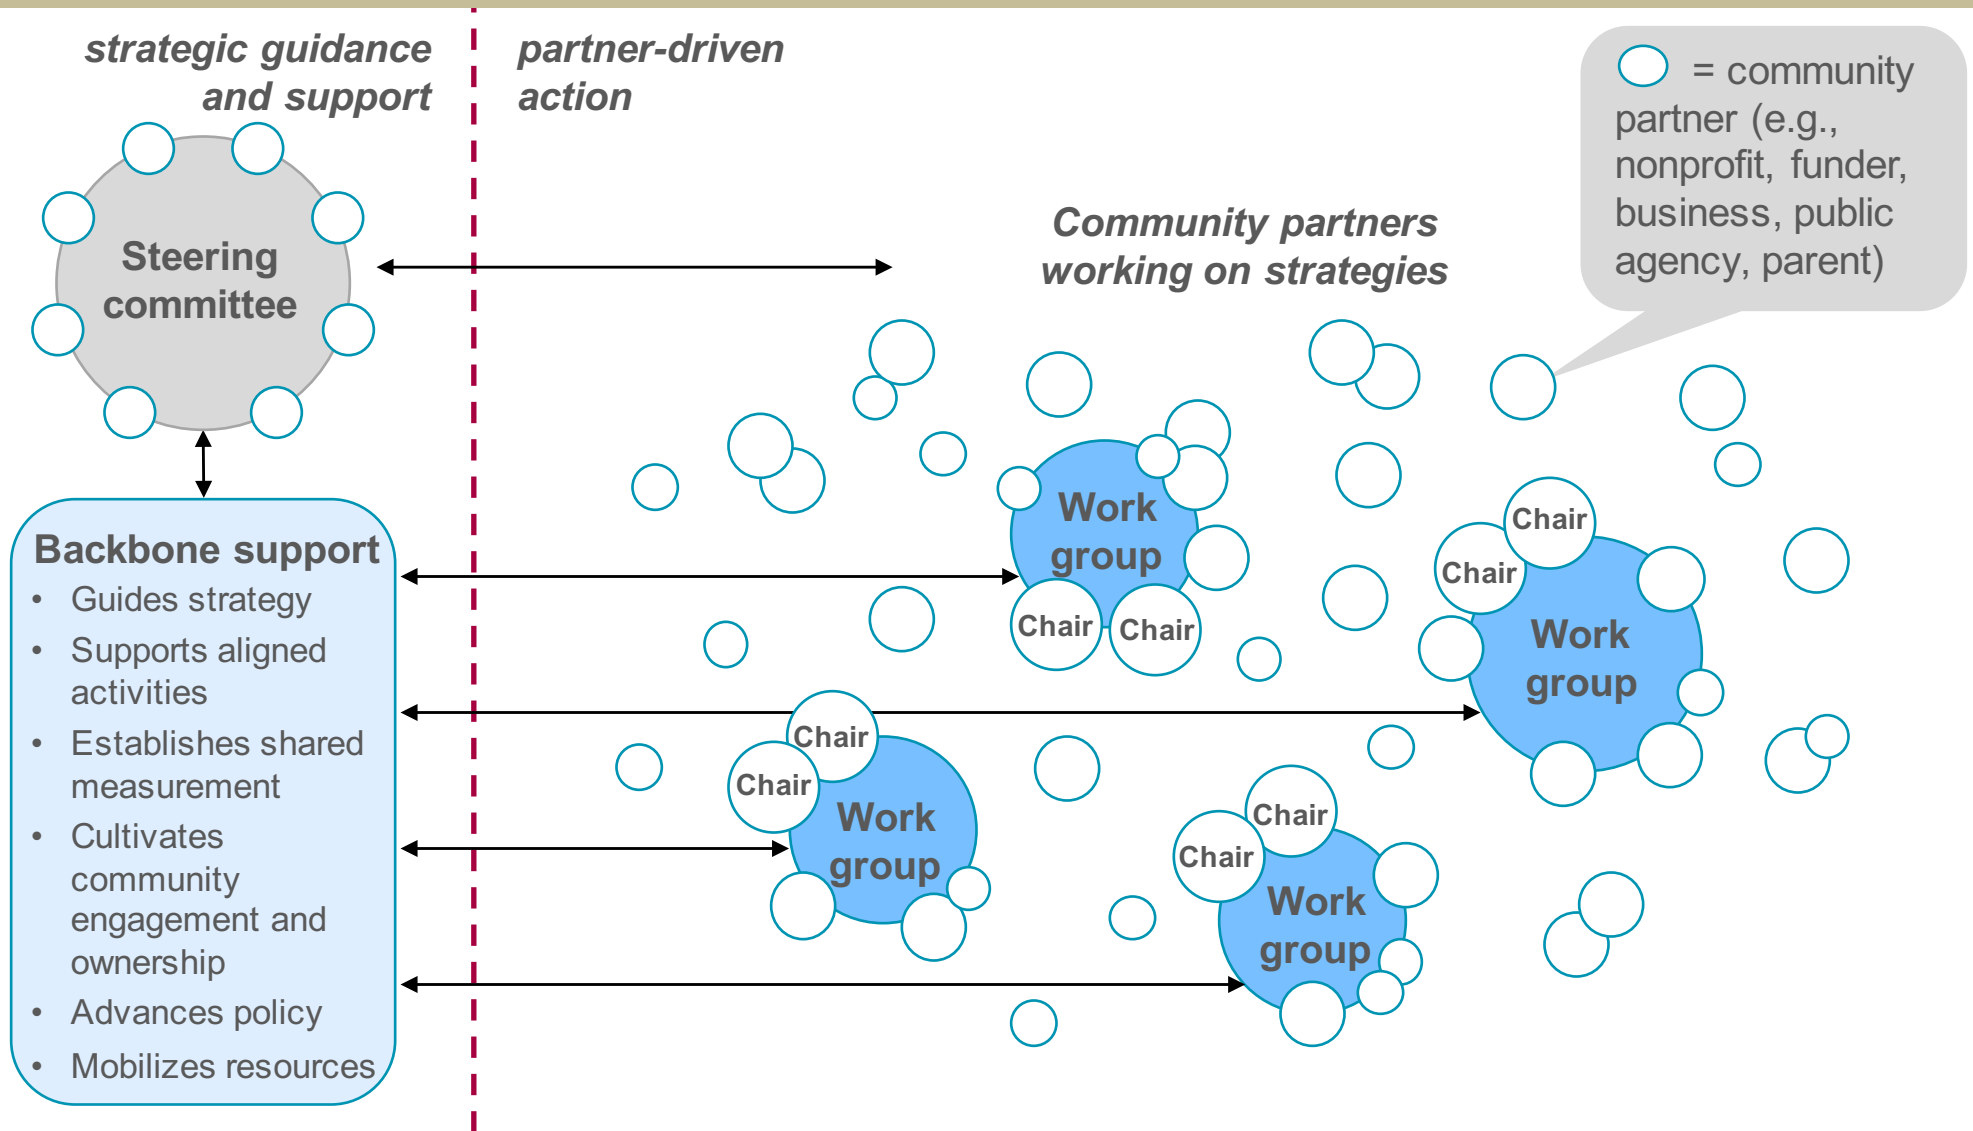 strategic guidance
and support
partner-driven
action
= community
partner (e.g.,
nonprofit, funder,
business, public
agency, parent)
Steering
committee
Community partners
working on strategies
Backbone support
• Guides strategy
• Supports aligned
activities
• Establishes shared
measurement
• Cultivates
community
engagement and
ownership
• Advances policy
• Mobilizes resources
Work
group
Chair
Chair
Chair
Chair
Work
group
Chair
Chair
Work
group
Chair
Chair
Work
group